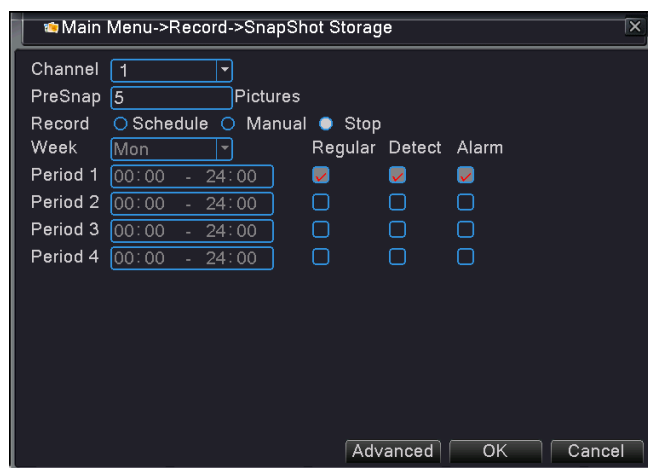 Main Menu->Record->SnapShot Storage
Channel 1
PreSnap 5 Pictures
Record Schedule Manual Stop
Week Mon Regular Detect Alarm
Period 1 00:00 - 24:00
Period 2 00:00 - 24:00
Period 3 00:00 - 24:00
Period 4 00:00 - 24:00
Advanced OK Cancel